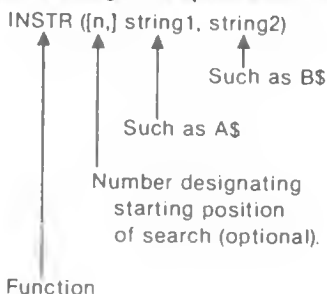 INSTR ([n,] string1, string2)
Such as B$
Such as A$
Number designating
starting position
of search (optional).
Function